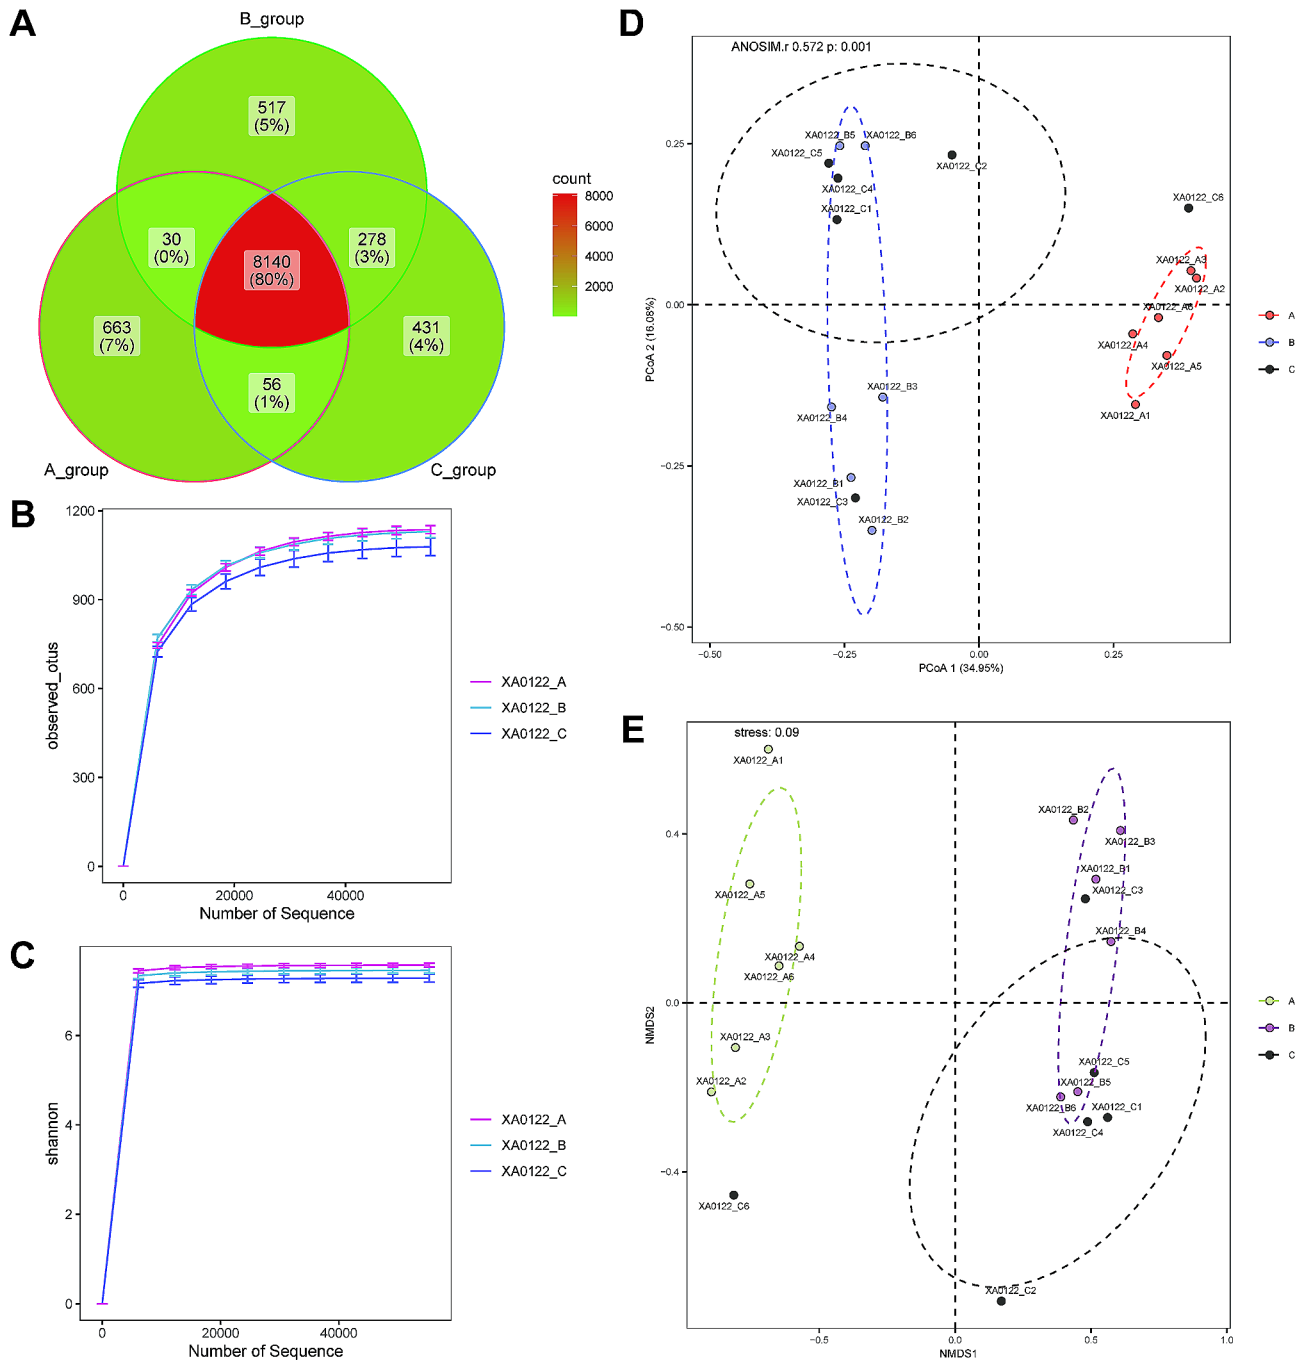 A
B_group
517
(5%)
30
(0%)
278
(3%)
8140
(80%)
663
(7%)
431
(4%)
56
(1%)
A_group
C_group
count
8000
6000
4000
2000
B
1200
900
600
300
0
observed_otus
0
20000
40000
Number of Sequence
XA0122_A
XA0122_B
XA0122_C
C
6
4
2
0
shannon
0
20000
40000
Number of Sequence
XA0122_A
XA0122_B
XA0122_C
D
ANOSIM.r 0.572 p: 0.001
XA0122_B5
XA0122_B6
XA0122_C5
XA0122_C2
XA0122_C4
XA0122_C1
XA0122_C6
XA0122_A3
XA0122_A2
XA0122_A6
XA0122_A4
XA0122_A5
XA0122_A1
XA0122_B3
XA0122_B4
XA0122_B1
XA0122_C3
XA0122_B2
0.25
0.00
−0.25
−0.50
PCoA 2 (16.08%)
−0.50
−0.25
0.00
0.25
PCoA 1 (34.95%)
A
B
C
E
stress: 0.09
XA0122_A1
XA0122_B2
XA0122_B3
XA0122_B1
XA0122_A5
XA0122_C3
XA0122_B4
XA0122_A4
XA0122_A6
XA0122_A3
XA0122_C5
XA0122_A2
XA0122_B5
XA0122_B6
XA0122_C1
XA0122_C4
XA0122_C6
XA0122_C2
0.4
0.0
−0.4
NMDS2
−0.5
0.0
0.5
1.0
NMDS1
A
B
C